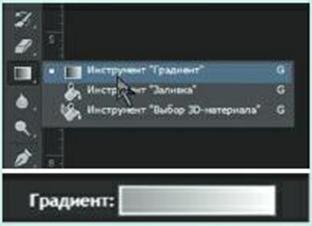 Инструмент "Градиент" G
Инструмент "Заливка" G
Инструмент "Выбор 3D-материала" G
Градиент: